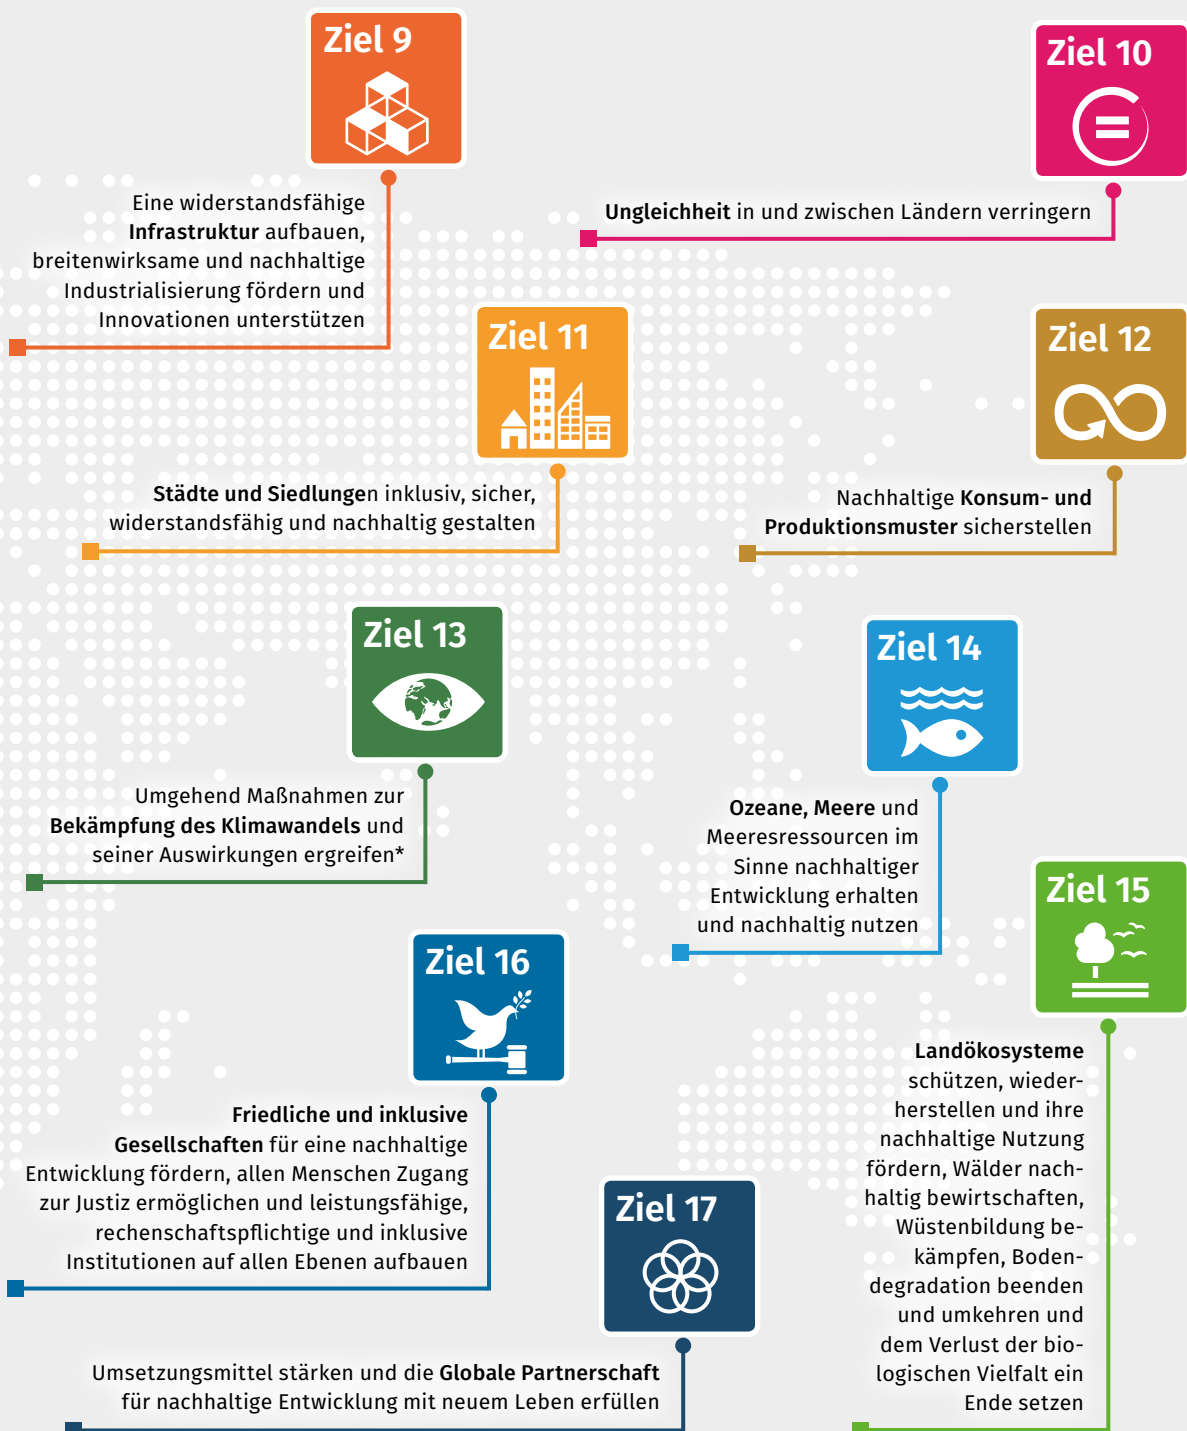 Ziel 9
Eine widerstandsfähige
Infrastruktur aufbauen,
breitenwirksame und nachhaltige
Industrialisierung fördern und
Innovationen unterstützen
Ziel 10
Ungleichheit in und zwischen Ländern verringern
Ziel 11
Städte und Siedlungen inklusiv, sicher,
widerstandsfähig und nachhaltig gestalten
Ziel 12
Nachhaltige Konsum- und
Produktionsmuster sicherstellen
Ziel 13
Umgehend Maßnahmen zur
Bekämpfung des Klimawandels und
seiner Auswirkungen ergreifen*
Ziel 14
Ozeane, Meere und
Meeresressourcen im
Sinne nachhaltiger
Entwicklung erhalten
und nachhaltig nutzen
Ziel 15
Landökosysteme
schützen, wieder-
herstellen und ihre
nachhaltige Nutzung
fördern, Wälder nach-
haltig bewirtschaften,
Wüstenbildung be-
kämpfen, Boden-
degradation beenden
und umkehren und
dem Verlust der bio-
logischen Vielfalt ein
Ende setzen
Ziel 16
Friedliche und inklusive
Gesellschaften für eine nachhaltige
Entwicklung fördern, allen Menschen Zugang
zur Justiz ermöglichen und leistungsfähige,
rechenschaftspflichtige und inklusive
Institutionen auf allen Ebenen aufbauen
Ziel 17
Umsetzungsmittel stärken und die Globale Partnerschaft
für nachhaltige Entwicklung mit neuem Leben erfüllen